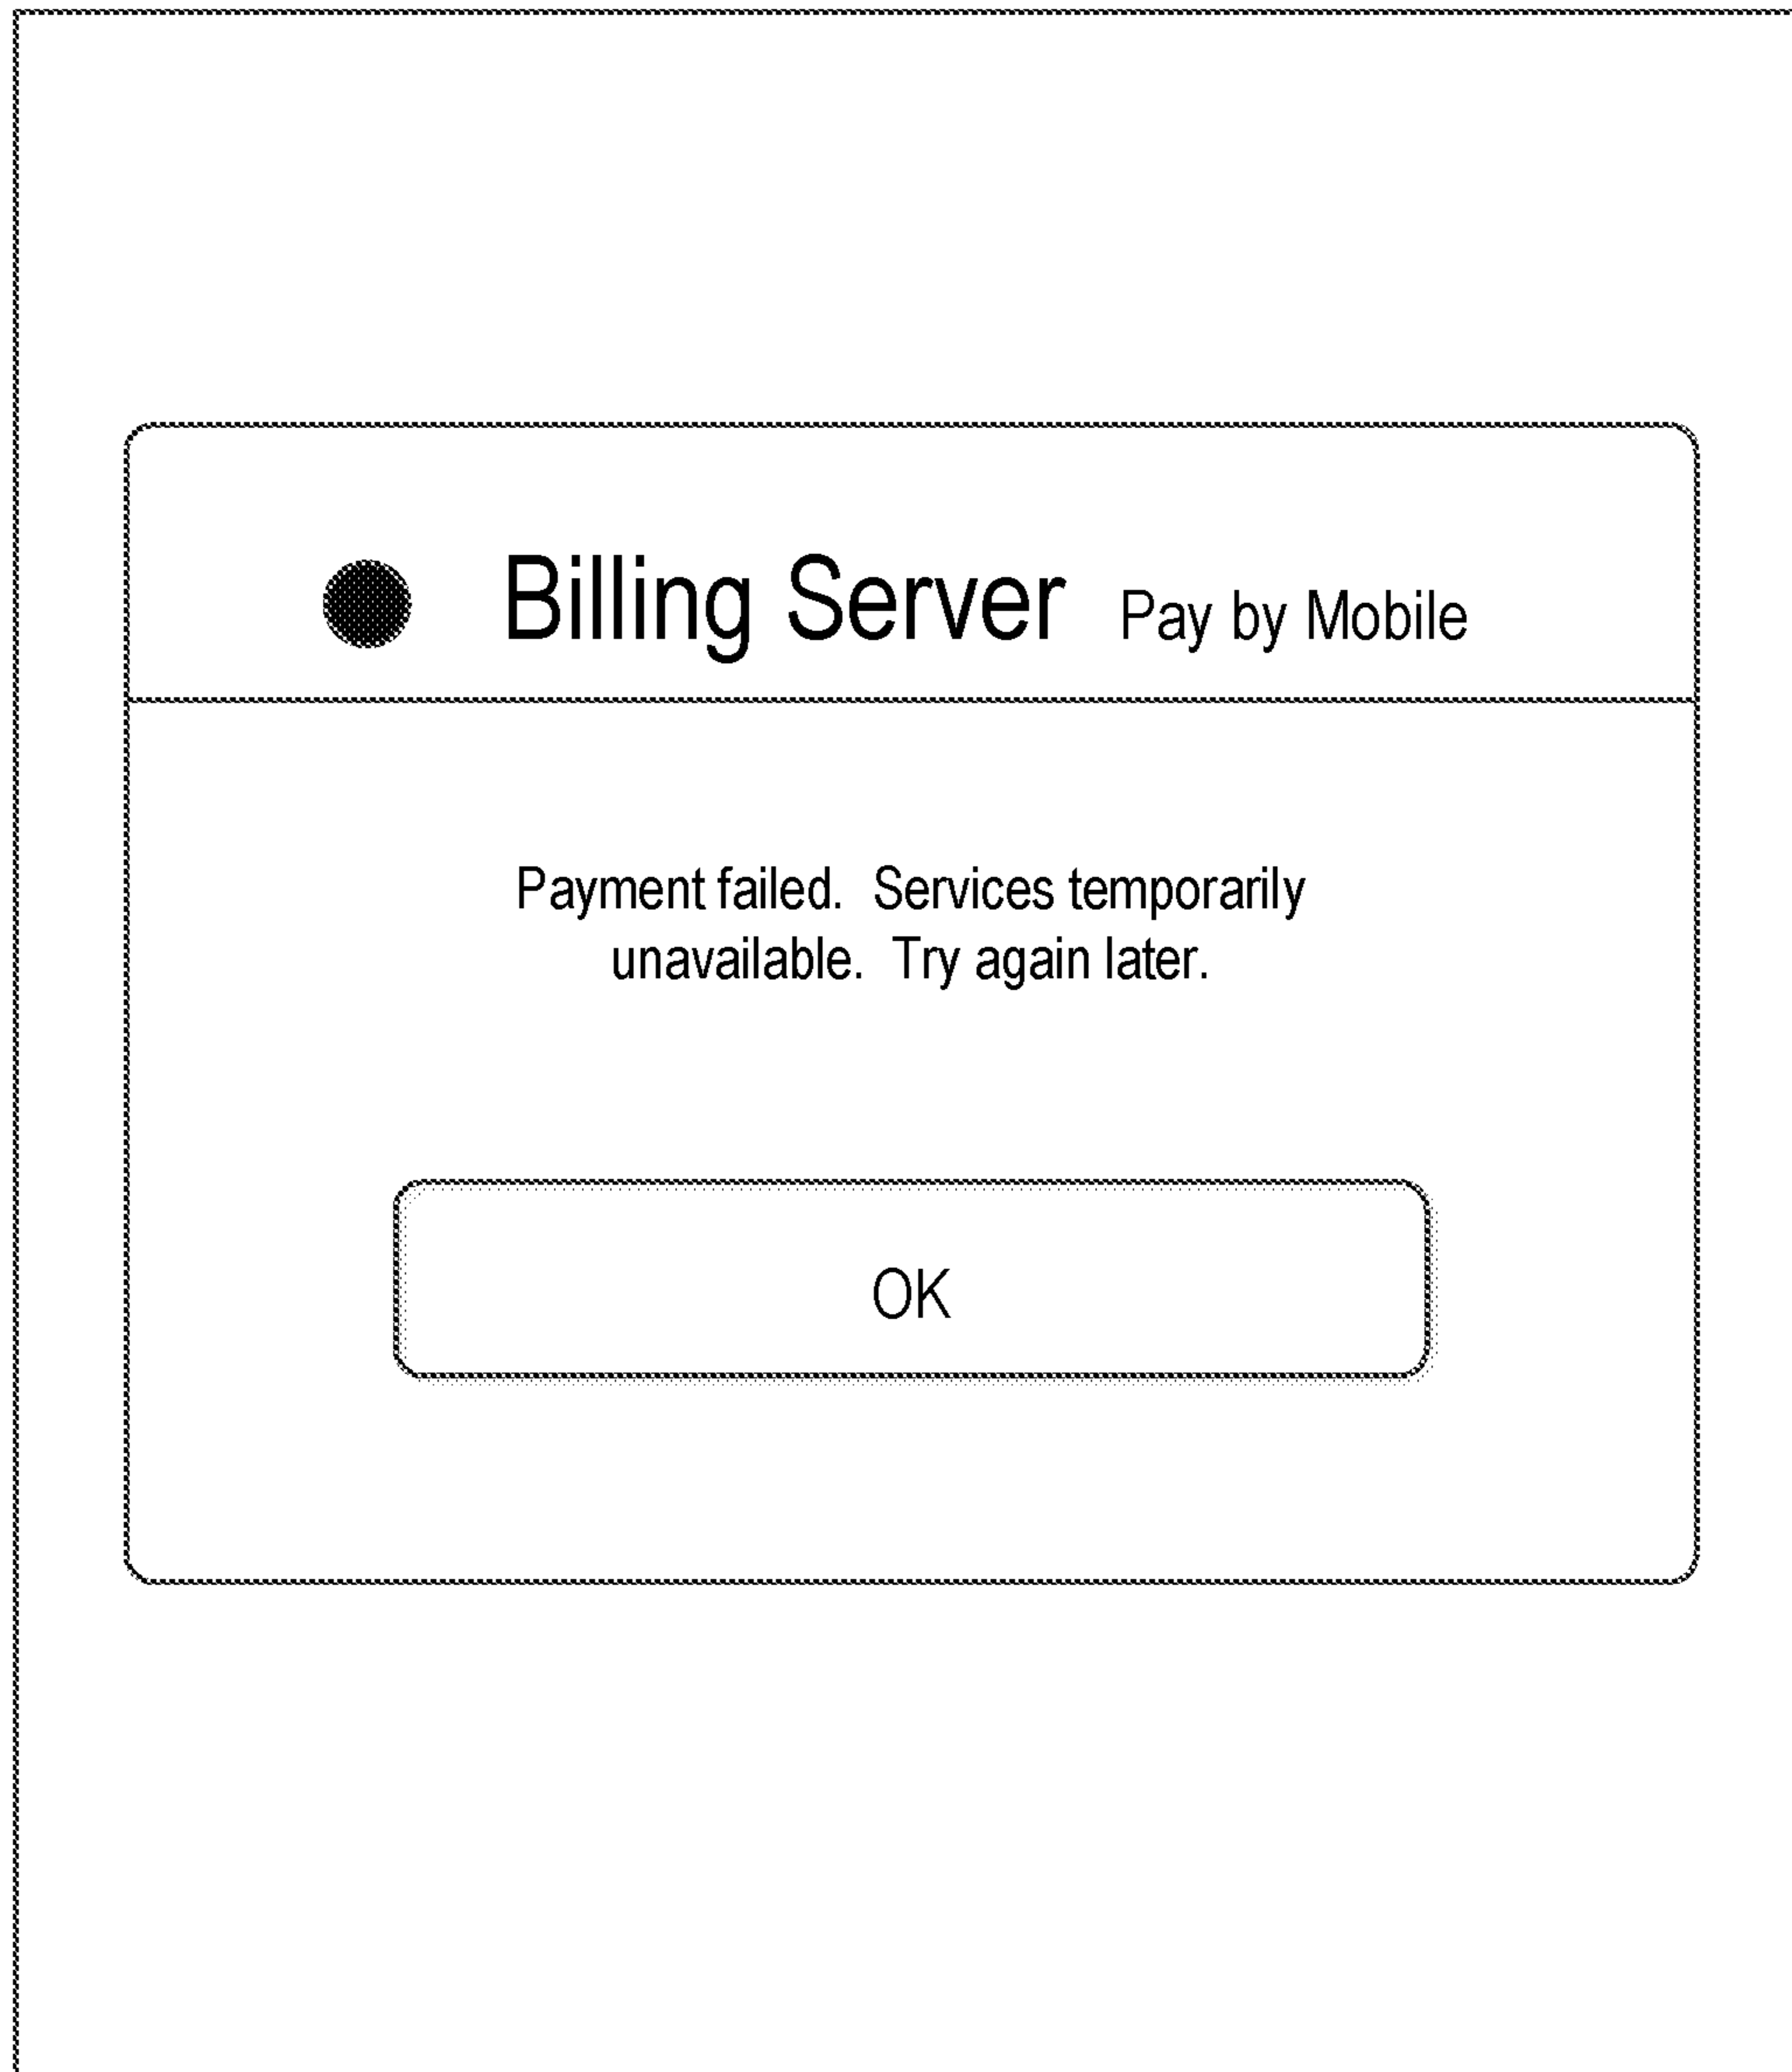 Billing Server Pay by Mobile
Payment failed. Services temporarily
unavailable. Try again later.
OK